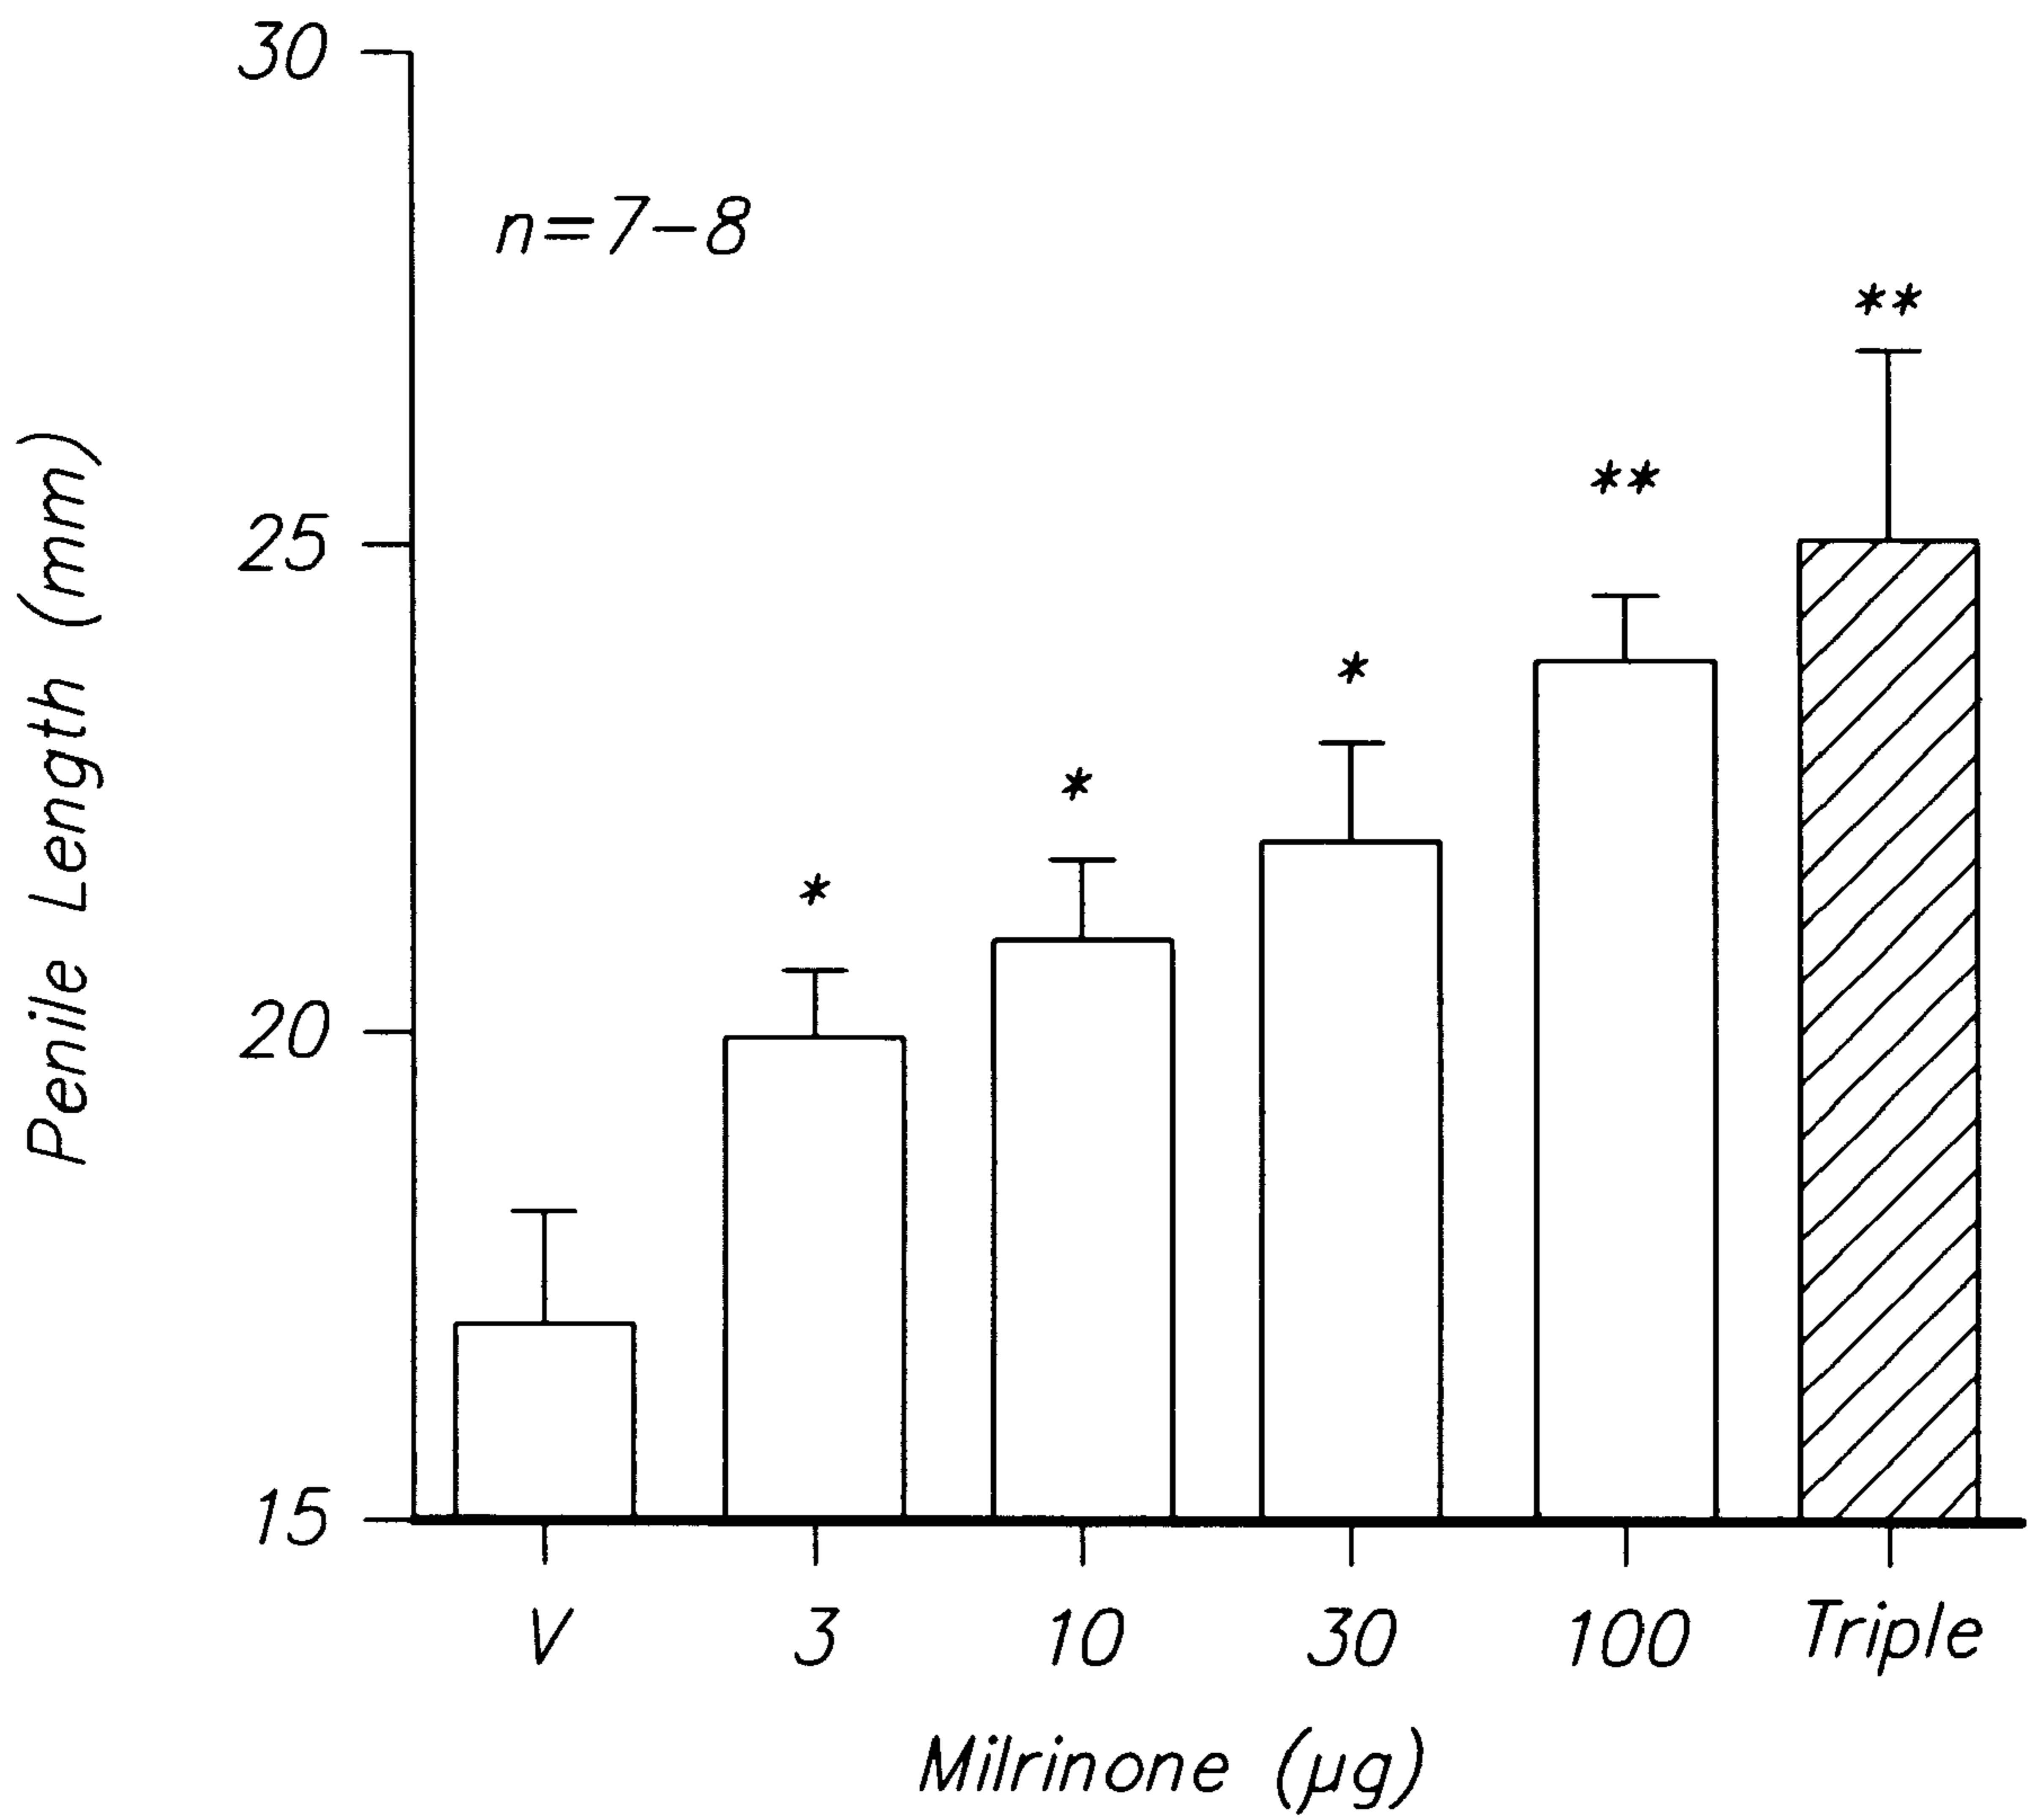 30
n=7-8
**
**
25
*
*
*
20
15
Penile Length (mm)
V 3 10 30 100 Triple
Milrinone (µg)